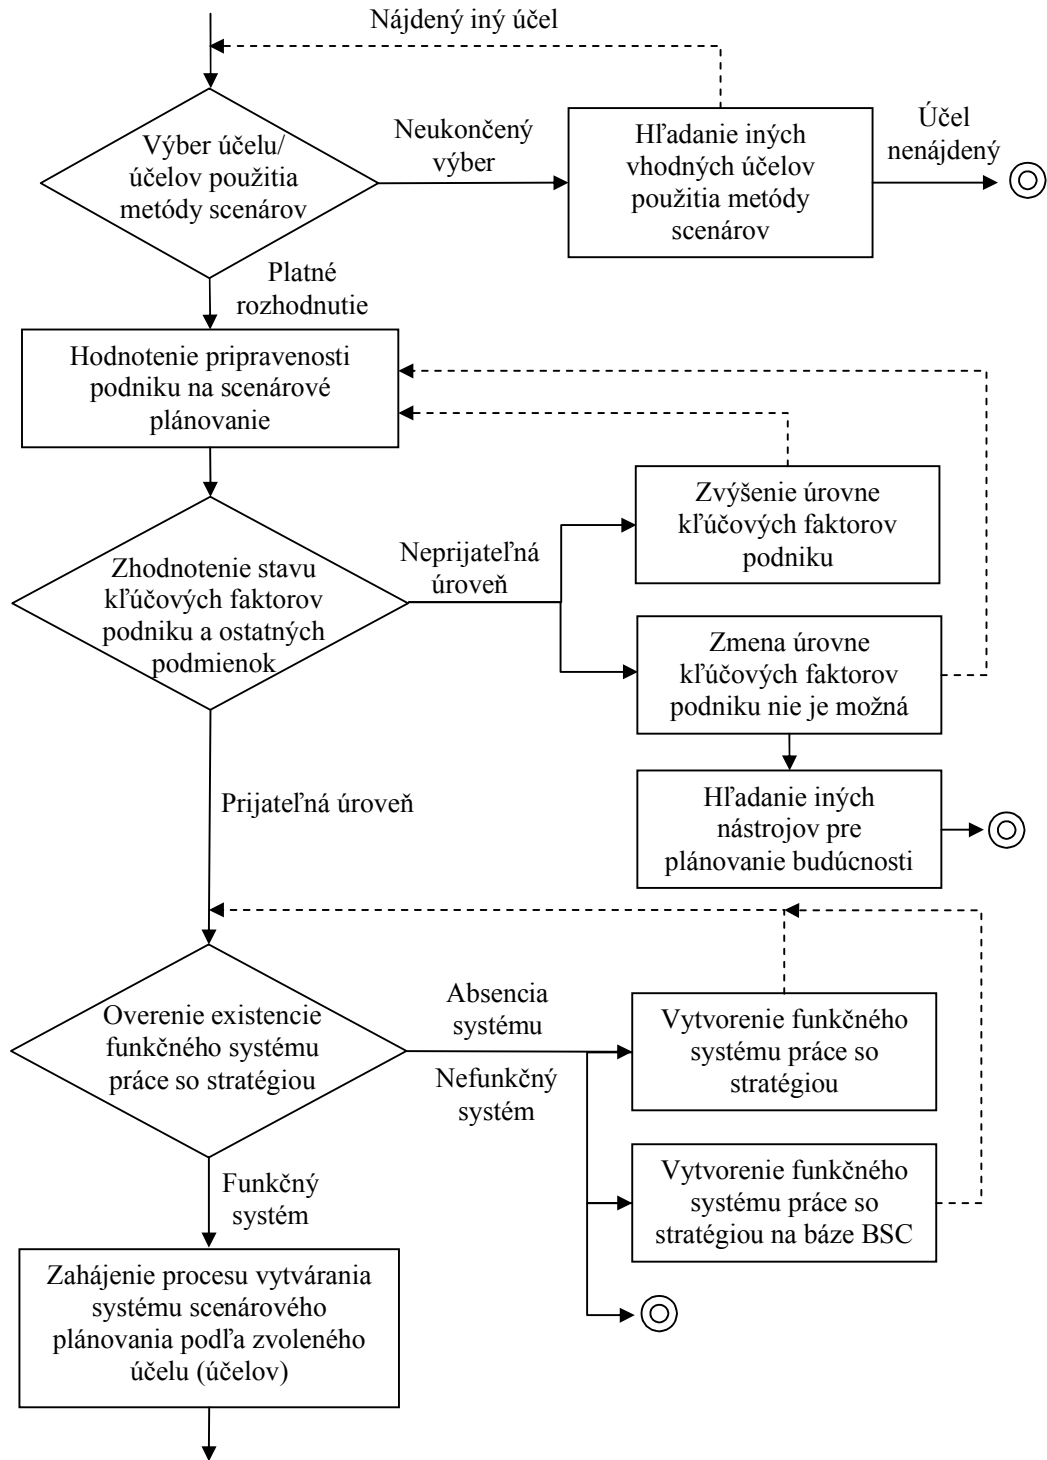 Nájdený iný účel
Výber účelu/
účelov použitia
metódy scenárov
Neukončený
výber
Hľadanie iných
vhodných účelov
použitia metódy
scenárov
Účel
nenájdený
Platné
rozhodnutie
Hodnotenie pripravenosti
podniku na scenárové
plánovanie
Zhodnotenie stavu
kľúčových faktorov
podniku a ostatných
podmienok
Neprijateľná
úroveň
Zvýšenie úrovne
kľúčových faktorov
podniku
Zmena úrovne
kľúčových faktorov
podniku nie je možná
Prijateľná úroveň
Hľadanie iných
nástrojov pre
plánovanie budúcnosti
Overenie existencie
funkčného systému
práce so stratégiou
Absencia
systému
Nefunkčný
systém
Vytvorenie funkčného
systému práce so
stratégiou
Vytvorenie funkčného
systému práce so
stratégiou na báze BSC
Funkčný
systém
Zahájenie procesu vytvárania
systému scenárového
plánovania podľa zvoleného
účelu (účelov)